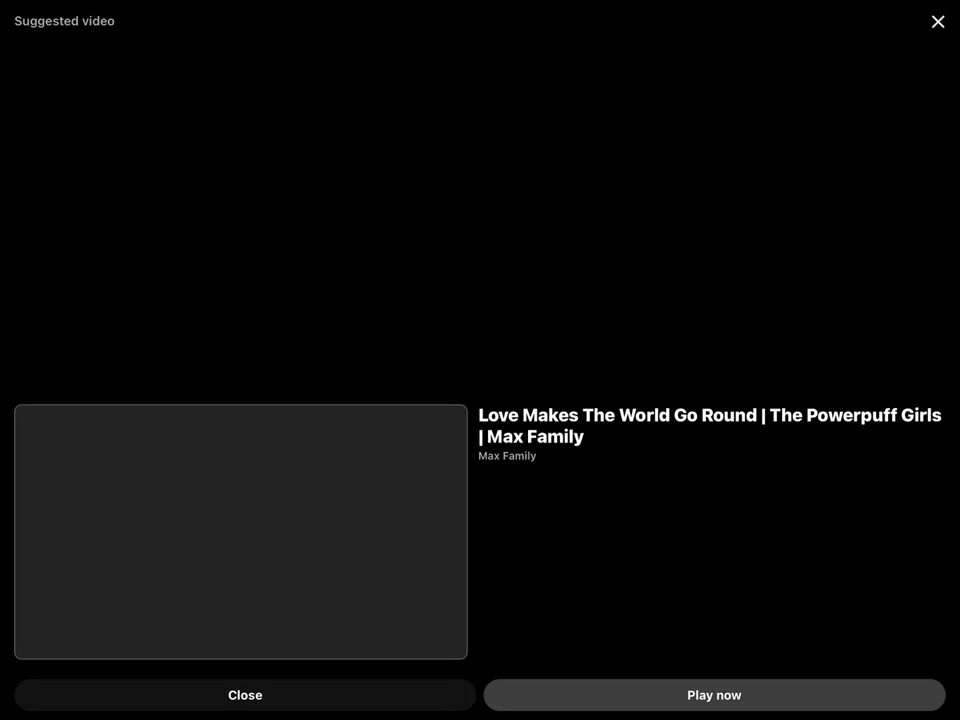 Suggested video
Love Makes The World Go Round | The Powerpuff Girls
| Max Family
Max Family
Close
Play now